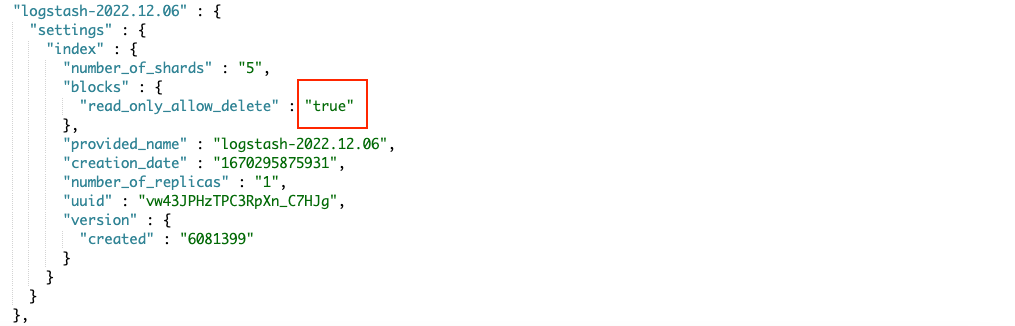 "logstash-2022.12.06" : {
"settings" : {
"index" : {
"number_of_shards" : "5",
"blocks" : {
"read_only_allow_delete" : "true"
},
"provided_name" : "logstash-2022.12.06",
"creation_date" : "1670295875931",
"number_of_replicas" : "1",
"uuid" : "vw43JPHzTPC3RpXn_C7HJg",
"version" : {
"created" : "6081399"
}
}
}
},